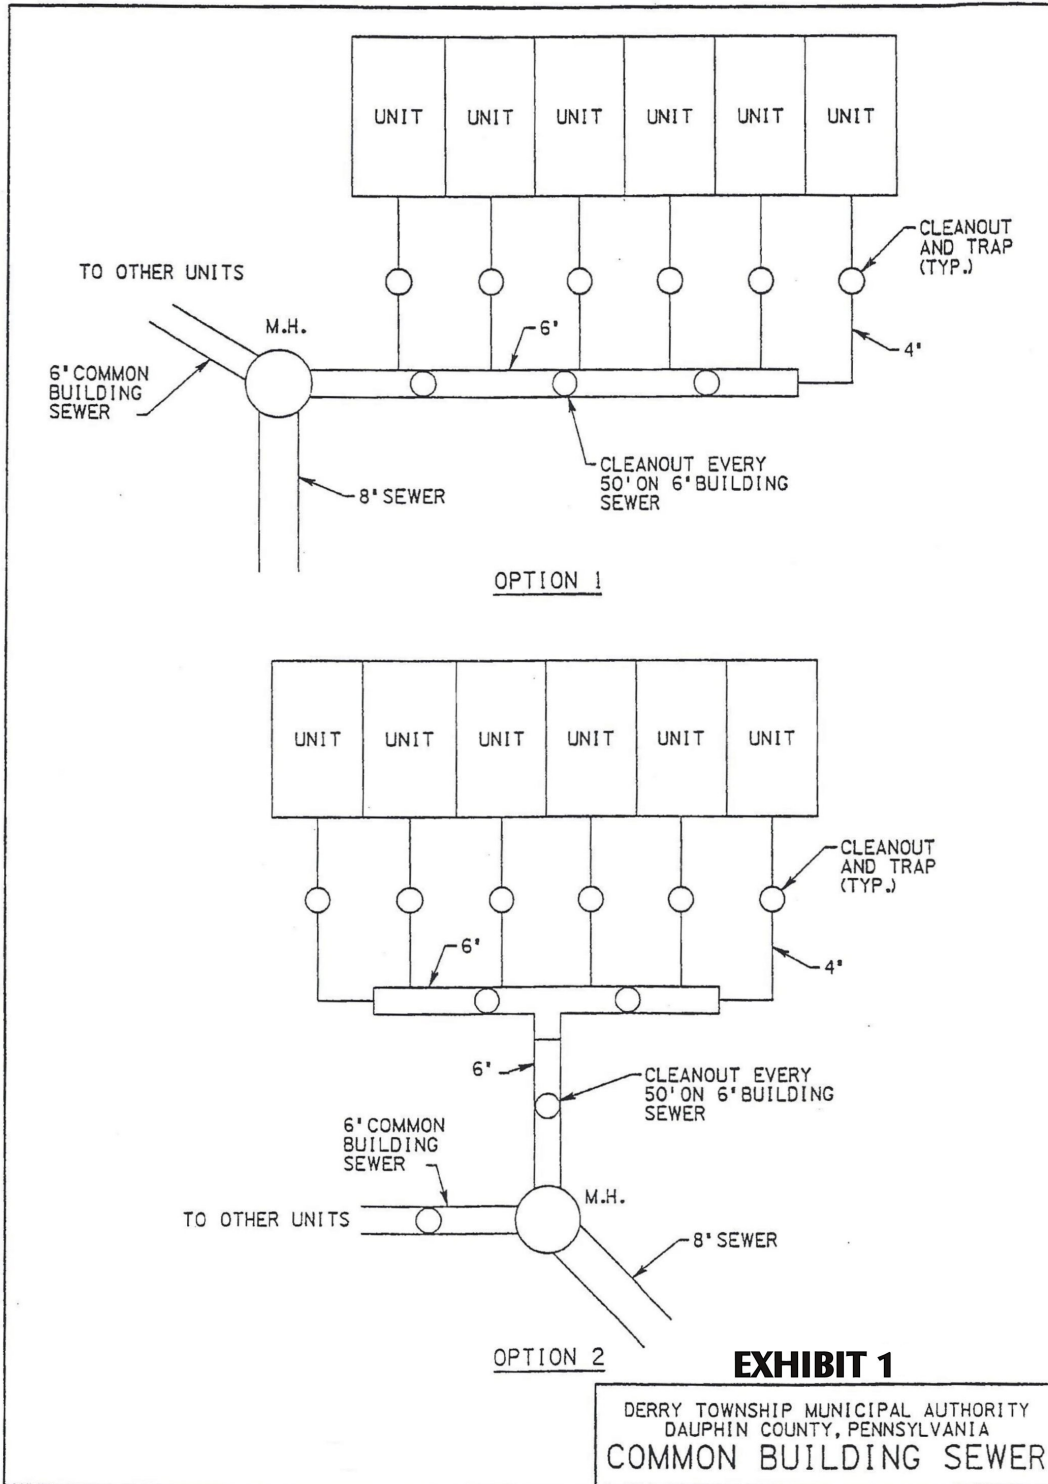 UNIT UNIT UNIT UNIT UNIT UNIT
CLEANOUT
AND TRAP
(TYP.)
TO OTHER UNITS
M.H.
6"
4"
6" COMMON
BUILDING
SEWER
CLEANOUT EVERY
50' ON 6" BUILDING
SEWER
8" SEWER
OPTION 1
UNIT UNIT UNIT UNIT UNIT UNIT
CLEANOUT
AND TRAP
(TYP.)
6"
4"
6"
CLEANOUT EVERY
50' ON 6" BUILDING
SEWER
6" COMMON
BUILDING
SEWER
M.H.
TO OTHER UNITS
8" SEWER
OPTION 2
EXHIBIT 1
DERRY TOWNSHIP MUNICIPAL AUTHORITY
DAUPHIN COUNTY, PENNSYLVANIA
COMMON BUILDING SEWER